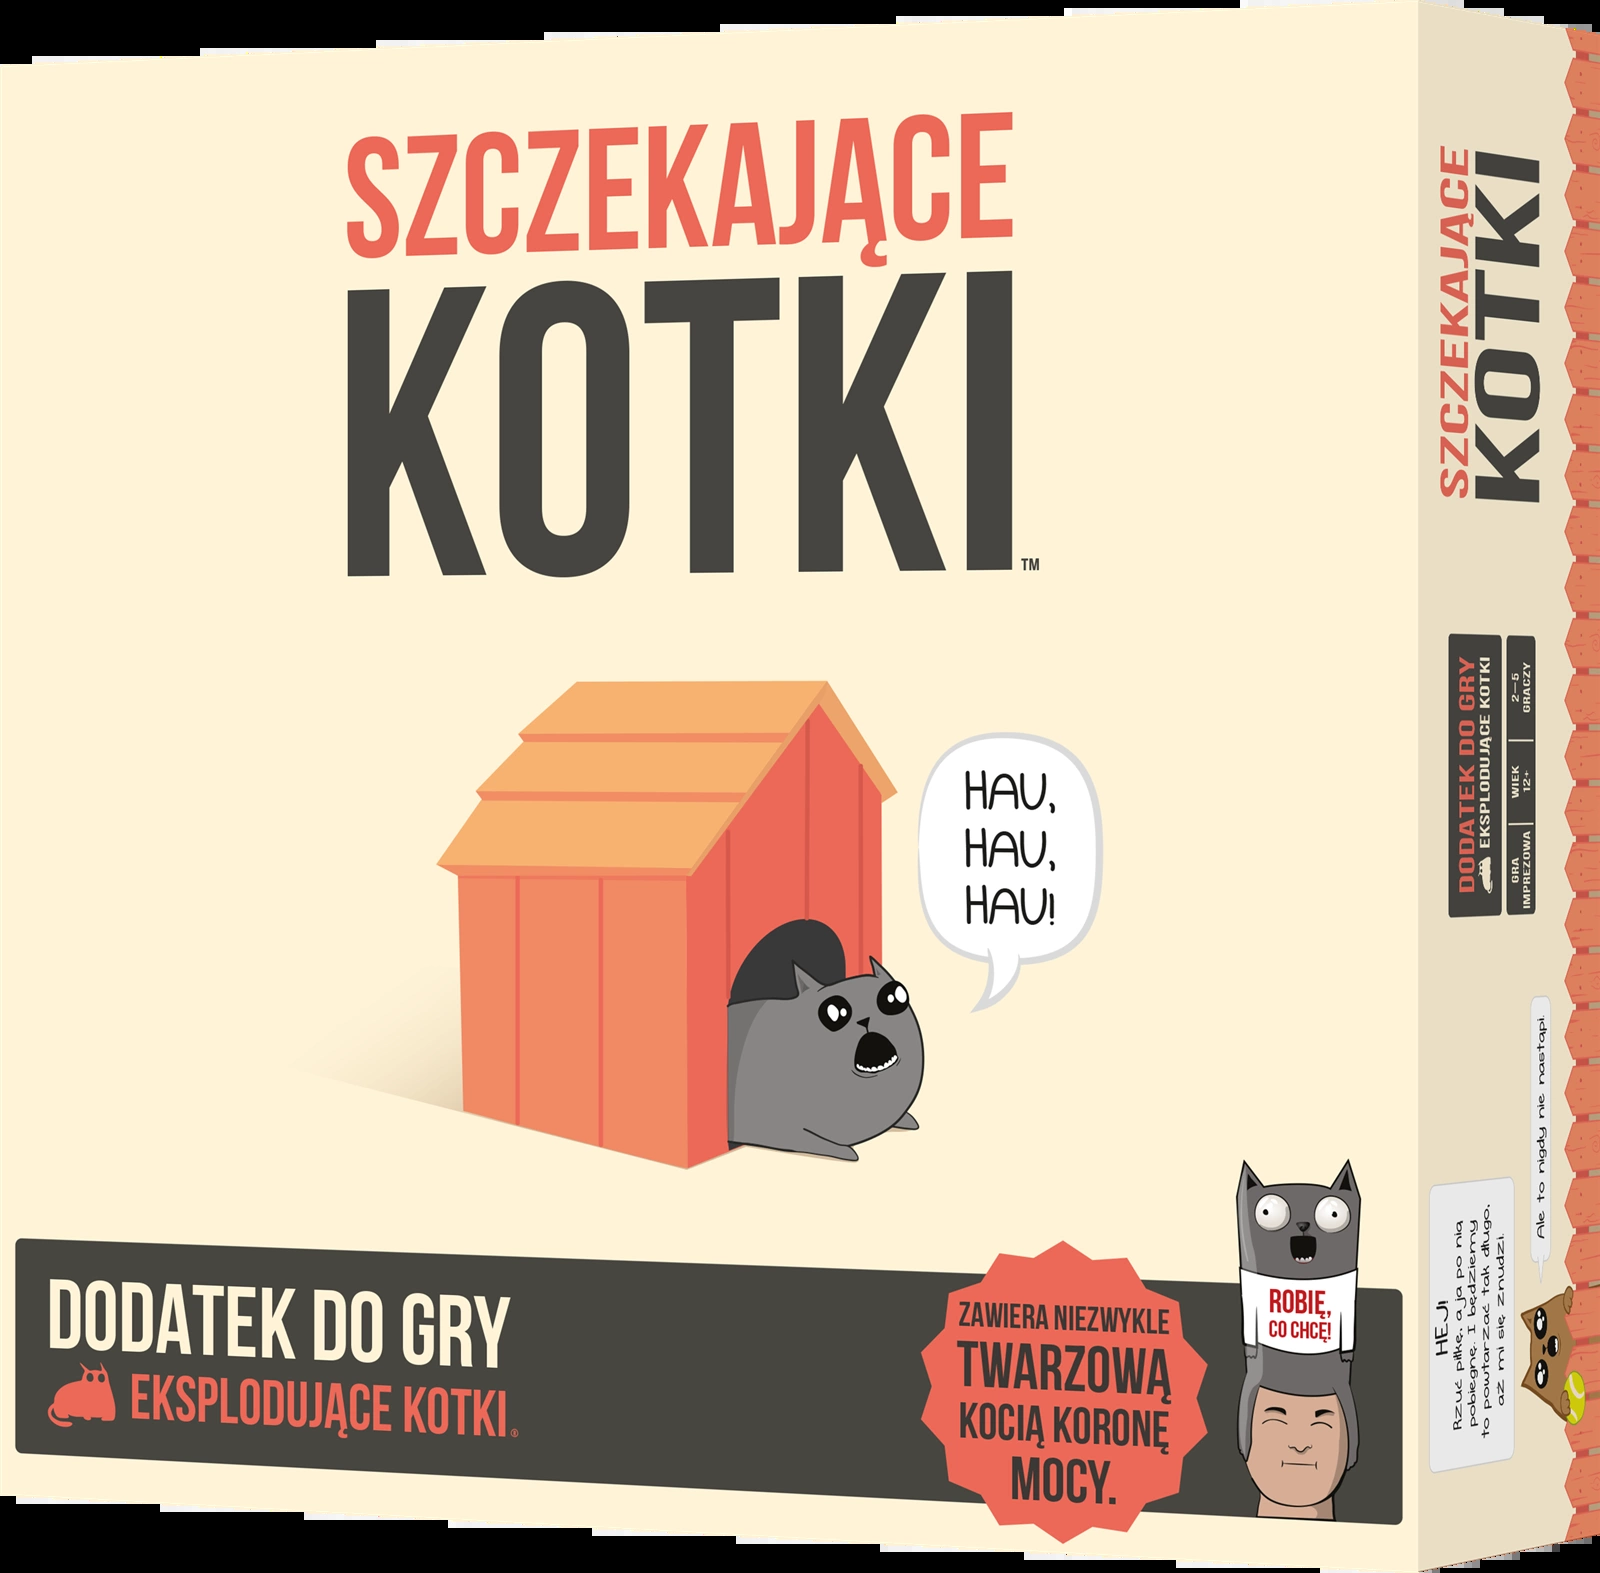 SZCZEKAJĄCE
KOTKI™
HAU,
HAU,
HAU!
DODATEK DO GRY
EKSPLODUJĄCE KOTKI®
ZAWIERA NIEZWYKLE
TWARZOWĄ
KOCIĄ KORONĘ
MOCY.
ROBIĘ,
CO CHCĘ!
SZCZEKAJĄCE
KOTKI
DODATEK DO GRY
EKSPLODUJĄCE KOTKI
GRA
IMPREZOWA
WIEK
12+
2–5
GRACZY
HEJ!
Rzuć piłkę, a ja po nią
pobiegnę. I będziemy
to powtarzać tak długo,
aż mi się znudzi.
Ale to nigdy nie nastąpi.